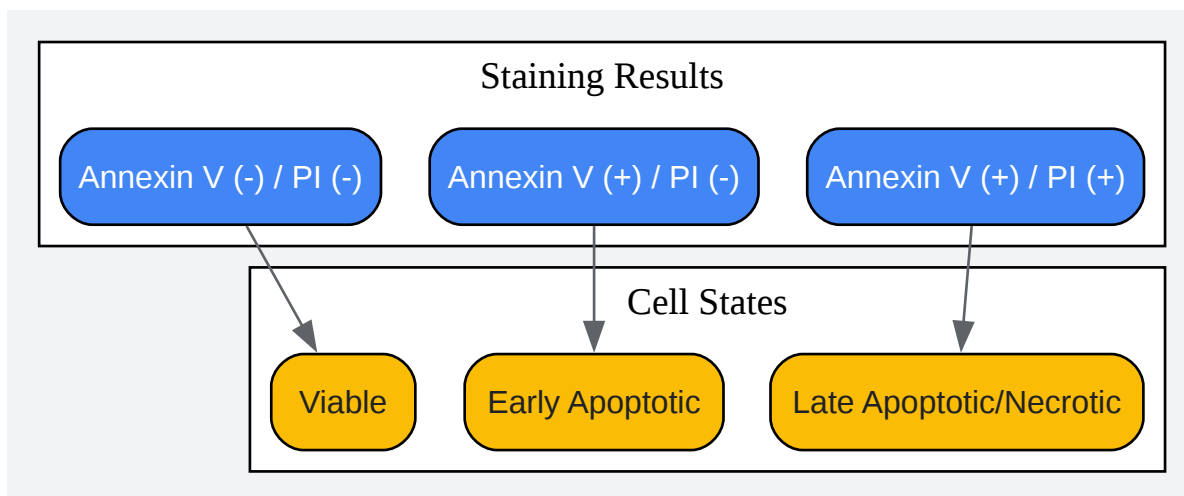 Staining Results
Annexin V (-) / PI (-)
Annexin V (+) / PI (-)
Annexin V (+) / PI (+)
Cell States
Viable
Early Apoptotic
Late Apoptotic/Necrotic